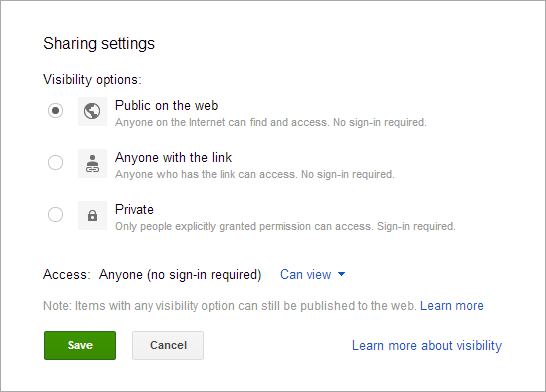 Sharing settings
Visibility options:
Public on the web
Anyone on the Internet can find and access. No sign-in required.
Anyone with the link
Anyone who has the link can access. No sign-in required.
Private
Only people explicitly granted permission can access. Sign-in required.
Access: Anyone (no sign-in required) Can view
Note: Items with any visibility option can still be published to the web. Learn more
Save Cancel Learn more about visibility